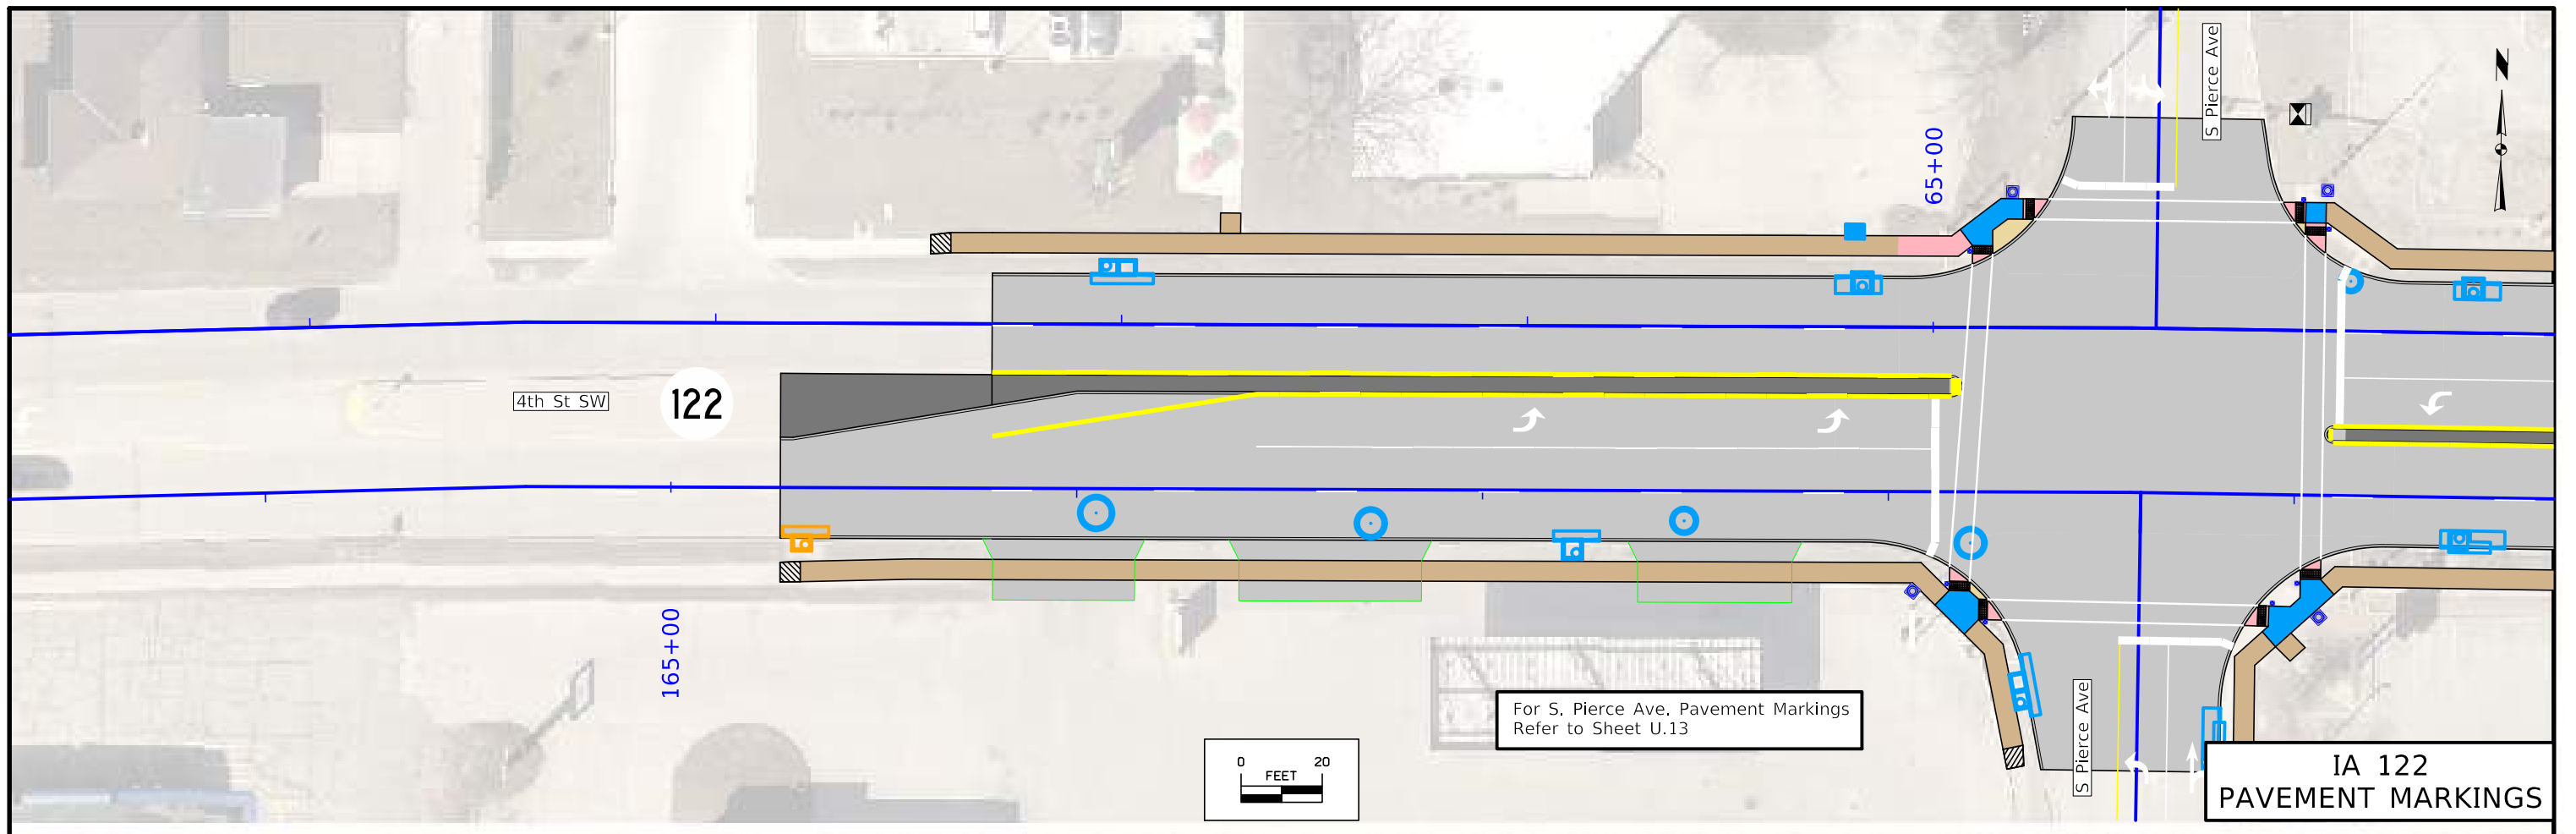 S Pierce Ave
N
65+00
4th St SW
122
165+00
For S. Pierce Ave. Pavement Markings
Refer to Sheet U.13
0 20
FEET
S Pierce Ave
IA 122
PAVEMENT MARKINGS